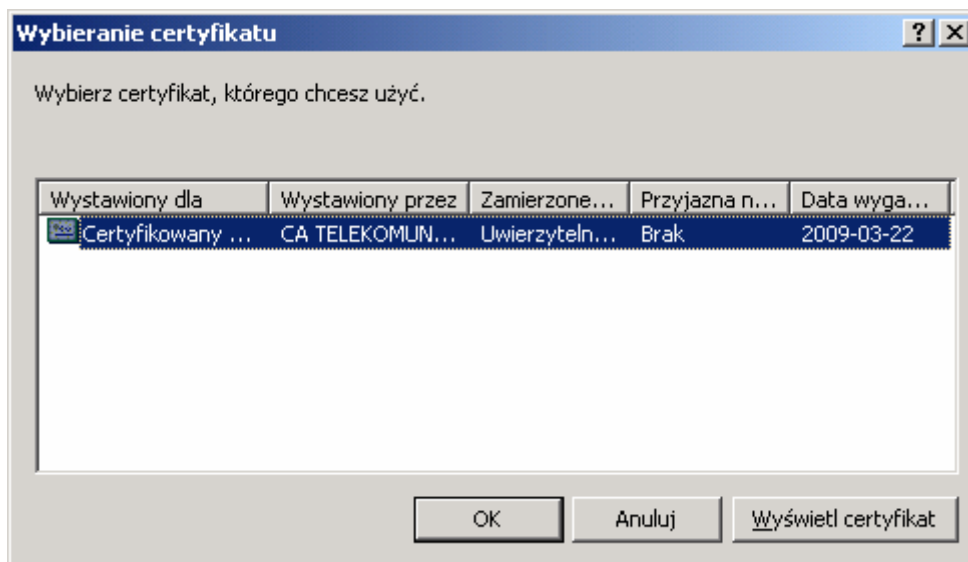 Wybieranie certyfikatu
Wybierz certyfikat, którego chcesz użyć.
Wystawiony dla Wystawiony przez Zamierzone... Przyjazna n... Data wyga...
Certyfikowany ... CA TELEKOMUN... Uwierzyteln... Brak 2009-03-22
OK Anuluj Wyświetl certyfikat